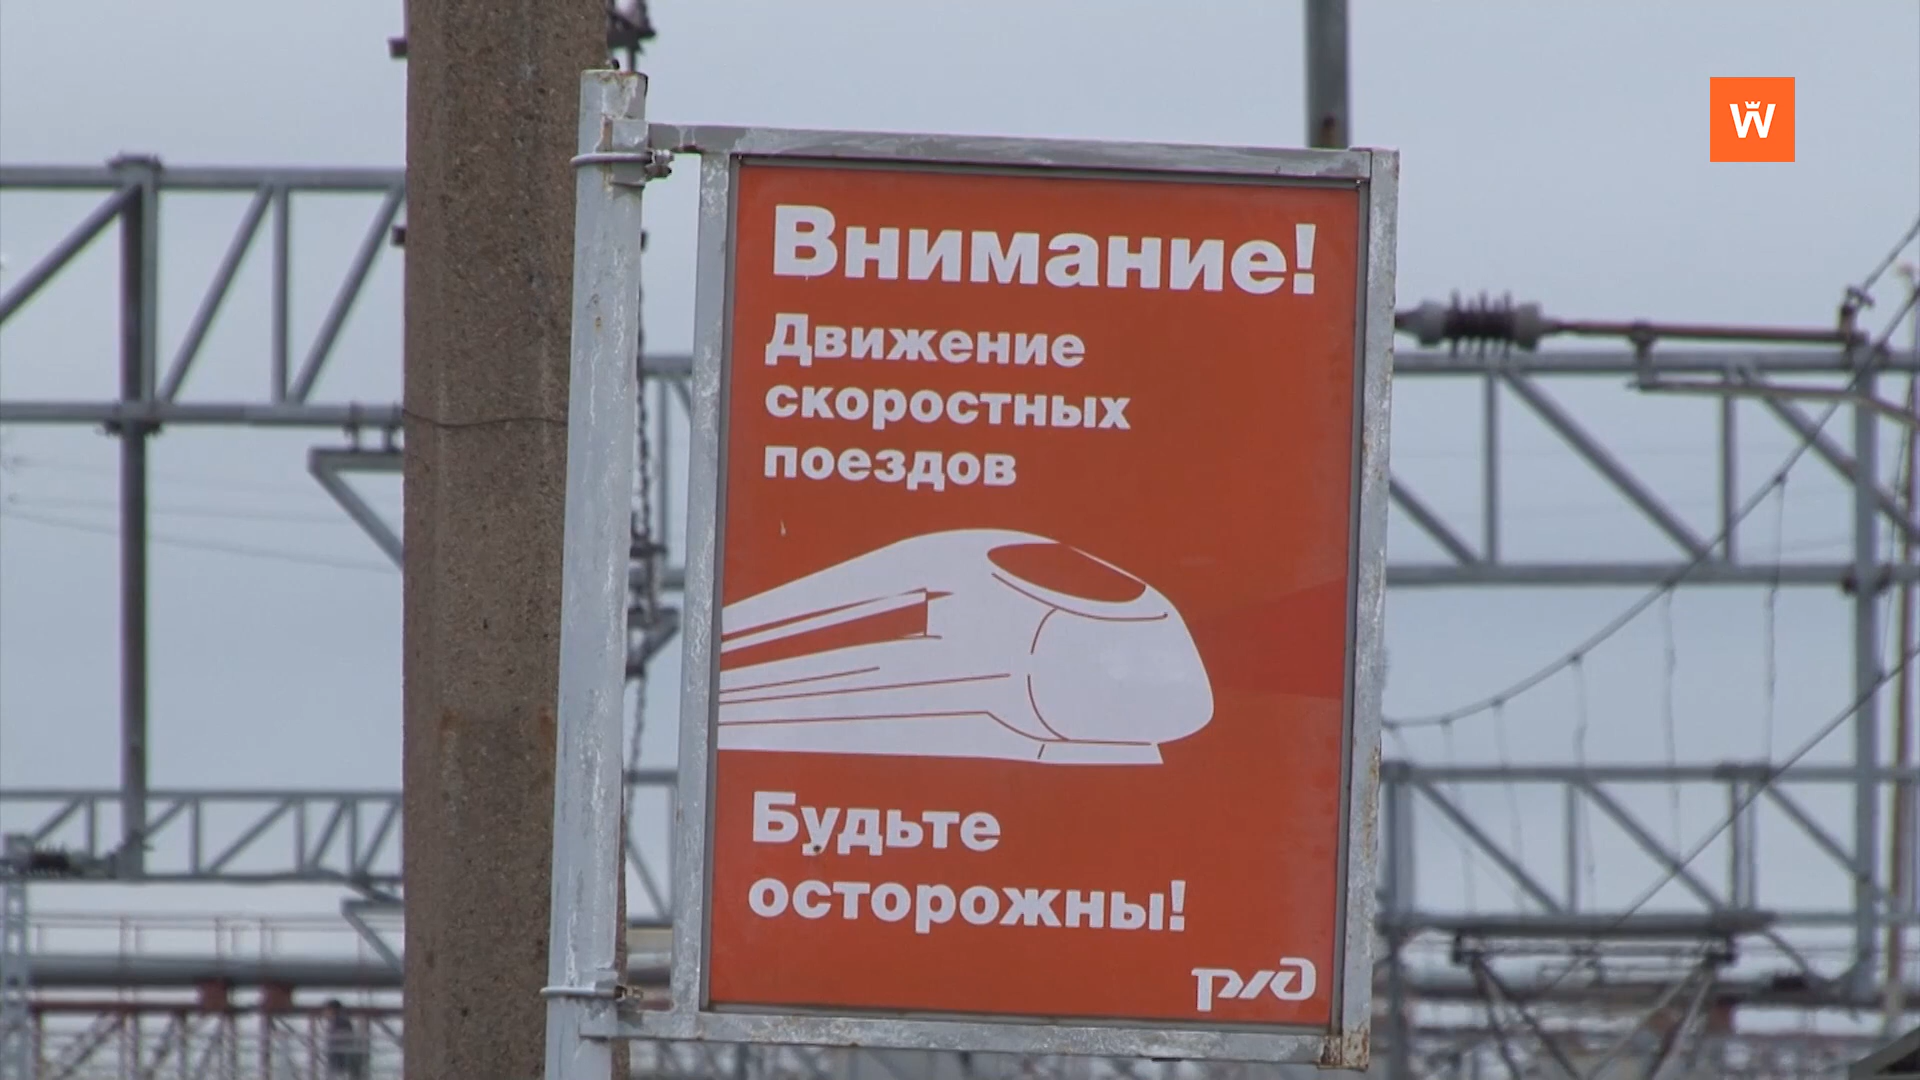 W
Внимание!
Движение
скоростных
поездов
Будьте
осторожны!
ржд